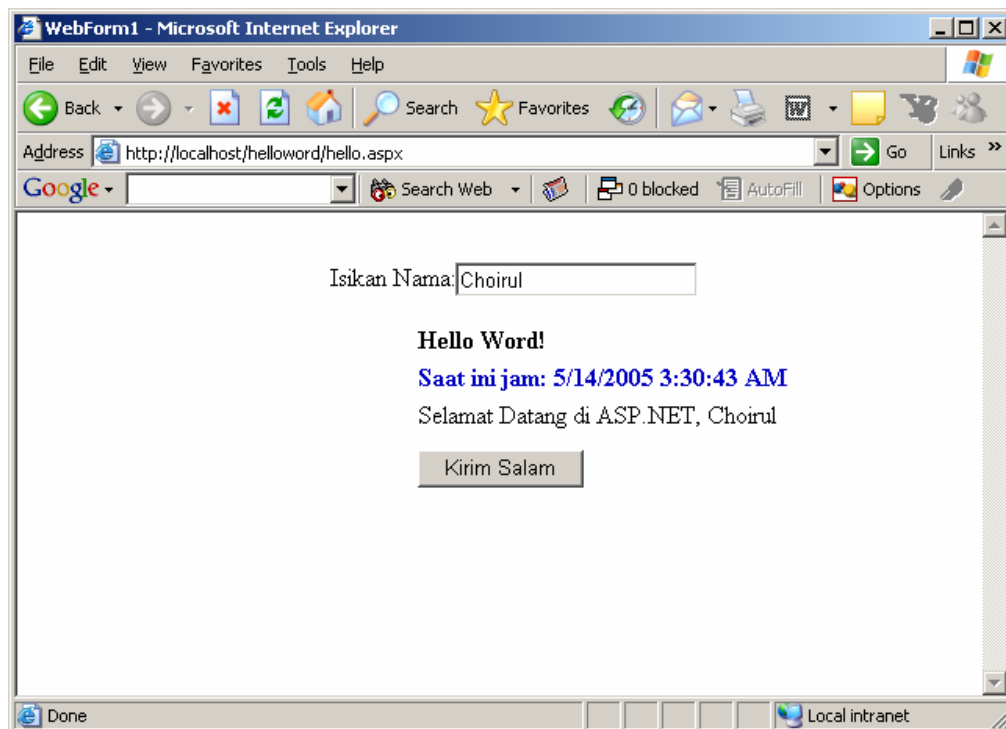 WebForm1 - Microsoft Internet Explorer
File Edit View Favorites Tools Help
Back Search Favorites
Address http://localhost/helloword/hello.aspx Go Links »
Google Search Web 0 blocked AutoFill Options
Isikan Nama: Choirul
Hello Word!
Saat ini jam: 5/14/2005 3:30:43 AM
Selamat Datang di ASP.NET, Choirul
Kirim Salam
Done Local intranet